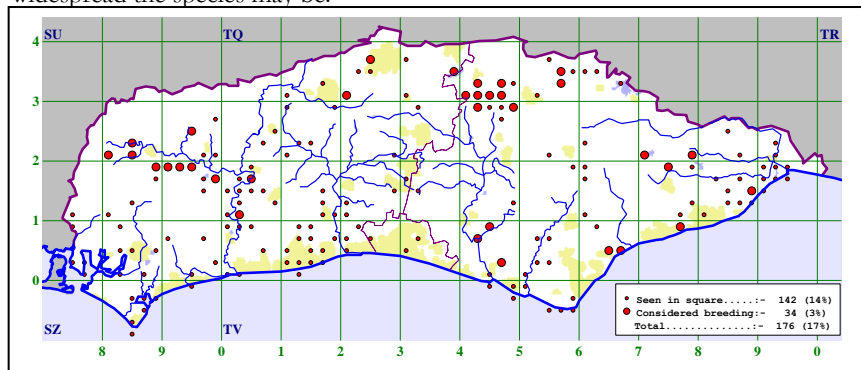 widespread the species may be.
SU TQ TR
4
3
2
1
0
SZ TV
Seen in square.....:- 142 (14%)
Considered breeding:- 34 (3%)
Total..............:- 176 (17%)
8 9 0 1 2 3 4 5 6 7 8 9 0